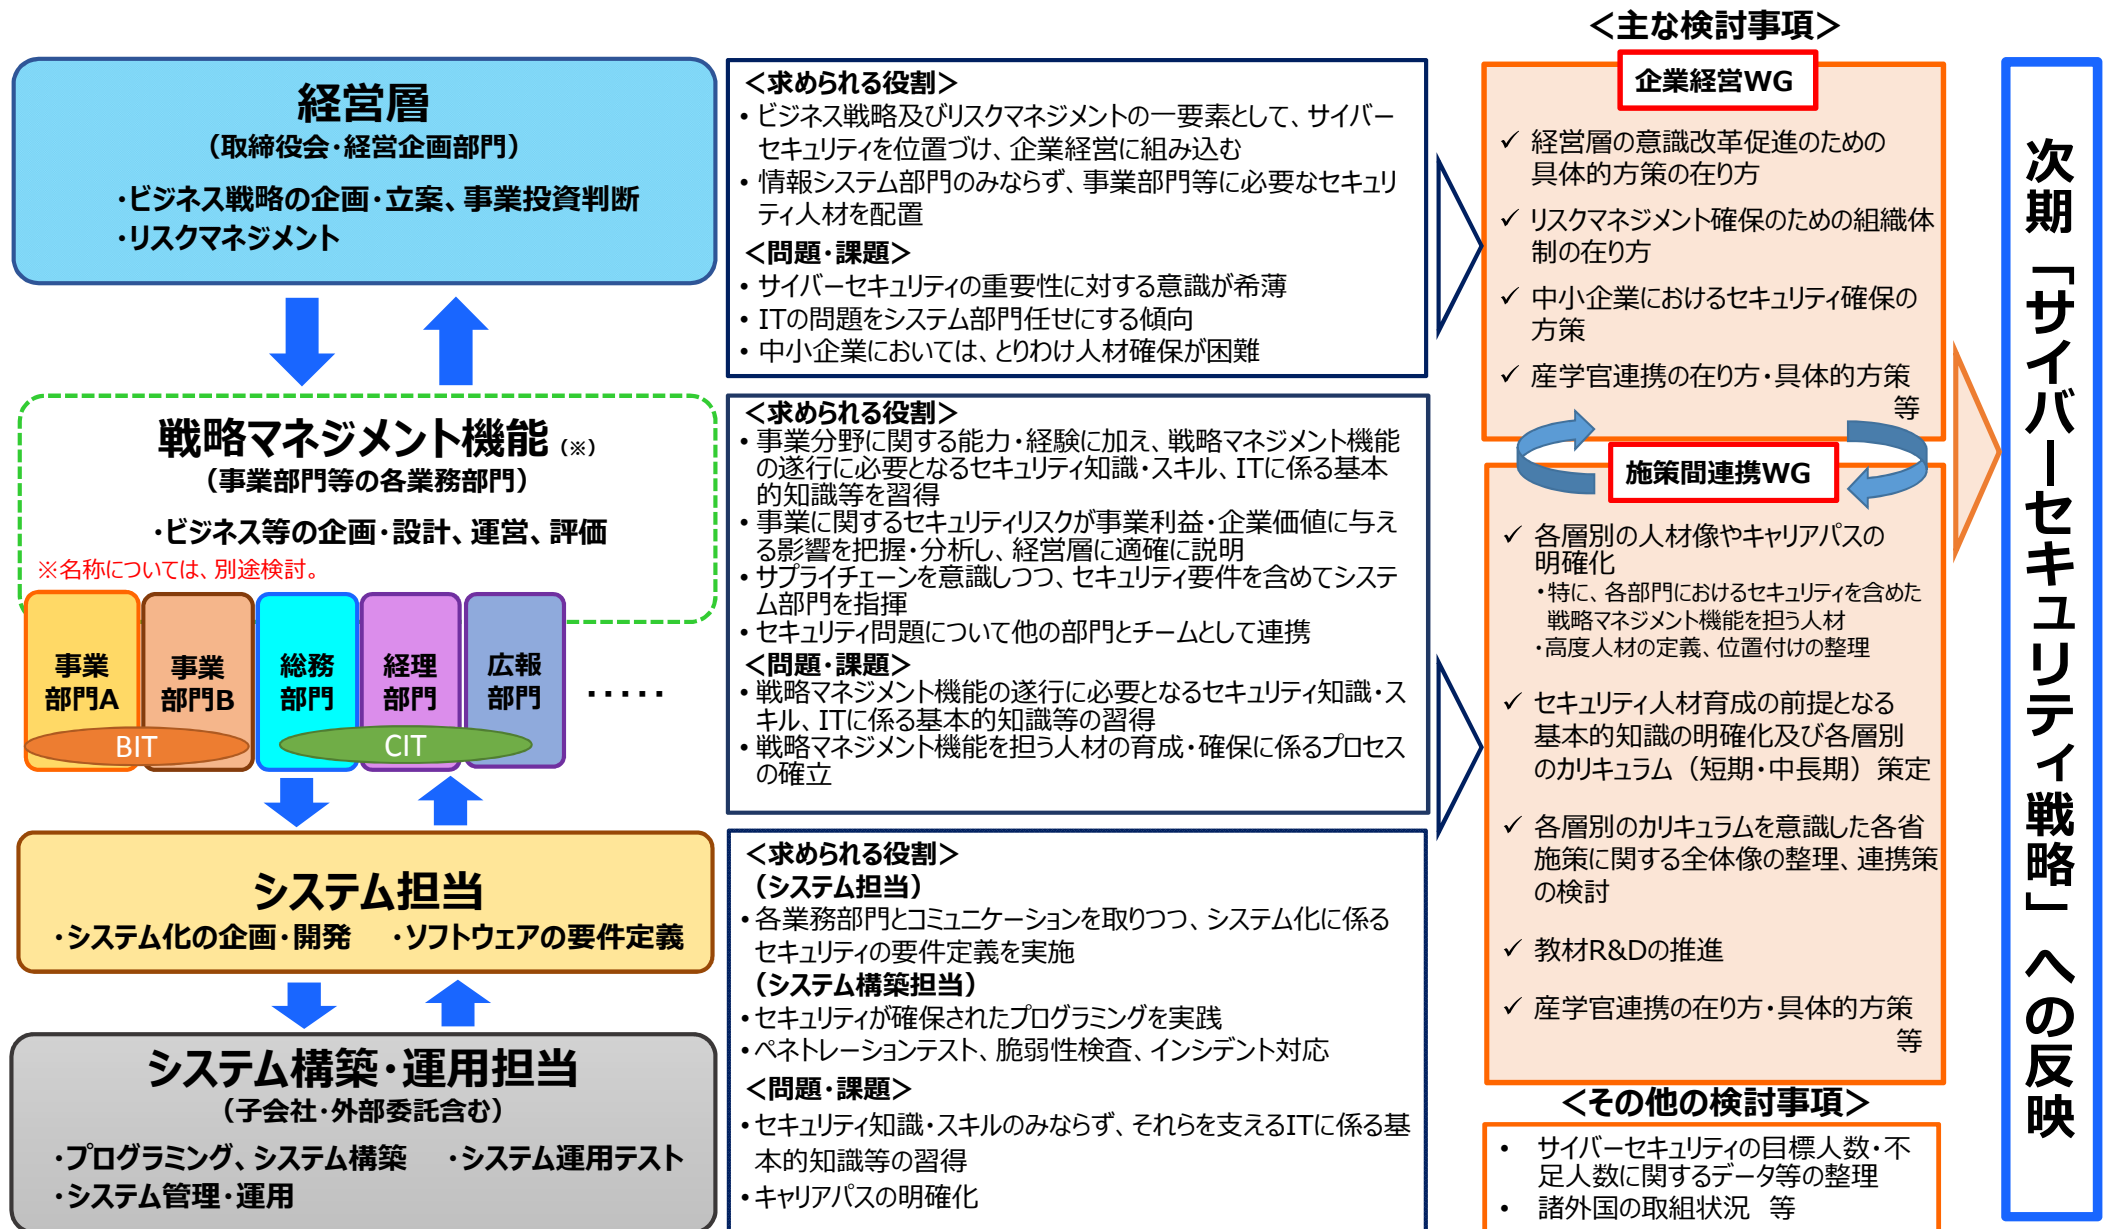 経営層
（取締役会・経営企画部門）
・ビジネス戦略の企画・立案、事業投資判断
・リスクマネジメント
戦略マネジメント機能（※）
（事業部門等の各業務部門）
・ビジネス等の企画・設計、運営、評価
※名称については、別途検討。
事業
部門A
事業
部門B
総務
部門
経理
部門
広報
部門
・・・・・
BIT
CIT
システム担当
・システム化の企画・開発　・ソフトウェアの要件定義
システム構築・運用担当
（子会社・外部委託含む）
・プログラミング、システム構築　・システム運用テスト
・システム管理・運用
＜求められる役割＞
• ビジネス戦略及びリスクマネジメントの一要素として、サイバー
セキュリティを位置づけ、企業経営に組み込む
• 情報システム部門のみならず、事業部門等に必要なセキュリ
ティ人材を配置
＜問題・課題＞
• サイバーセキュリティの重要性に対する意識が希薄
• ITの問題をシステム部門任せにする傾向
• 中小企業においては、とりわけ人材確保が困難
＜求められる役割＞
• 事業分野に関する能力・経験に加え、戦略マネジメント機能
の遂行に必要となるセキュリティ知識・スキル、ITに係る基本
的知識等を習得
• 事業に関するセキュリティリスクが事業利益・企業価値に与え
る影響を把握・分析し、経営層に適確に説明
• サプライチェーンを意識しつつ、セキュリティ要件を含めてシステ
ム部門を指揮
• セキュリティ問題について他の部門とチームとして連携
＜問題・課題＞
• 戦略マネジメント機能の遂行に必要となるセキュリティ知識・ス
キル、ITに係る基本的知識等の習得
• 戦略マネジメント機能を担う人材の育成・確保に係るプロセス
の確立
＜求められる役割＞
（システム担当）
• 各業務部門とコミュニケーションを取りつつ、システム化に係る
セキュリティの要件定義を実施
（システム構築担当）
• セキュリティが確保されたプログラミングを実践
• ペネトレーションテスト、脆弱性検査、インシデント対応
＜問題・課題＞
• セキュリティ知識・スキルのみならず、それらを支えるITに係る基
本的知識等の習得
• キャリアパスの明確化
＜主な検討事項＞
企業経営WG
✓ 経営層の意識改革促進のための
具体的方策の在り方
✓ リスクマネジメント確保のための組織体
制の在り方
✓ 中小企業におけるセキュリティ確保の
方策
✓ 産学官連携の在り方・具体的方策
等
施策間連携WG
✓ 各層別の人材像やキャリアパスの
明確化
・特に、各部門におけるセキュリティを含めた
戦略マネジメント機能を担う人材
・高度人材の定義、位置付けの整理
✓ セキュリティ人材育成の前提となる
基本的知識の明確化及び各層別
のカリキュラム（短期・中長期）策定
✓ 各層別のカリキュラムを意識した各省
施策に関する全体像の整理、連携策
の検討
✓ 教材R&Dの推進
✓ 産学官連携の在り方・具体的方策
等
＜その他の検討事項＞
• サイバーセキュリティの目標人数・不
足人数に関するデータ等の整理
• 諸外国の取組状況　等
次期「サイバーセキュリティ戦略」への反映